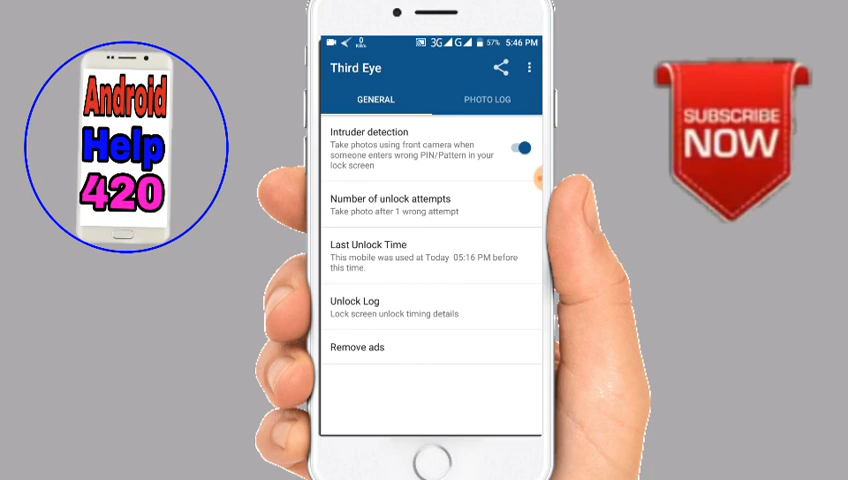 Android
Help
420
0
KB/s
3G
G
57%
5:46 PM
Third Eye
GENERAL
PHOTO LOG
Intruder detection
Take photos using front camera when
someone enters wrong PIN/Pattern in your
lock screen
Number of unlock attempts
Take photo after 1 wrong attempt
Last Unlock Time
This mobile was used at Today 05:16 PM before
this time.
Unlock Log
Lock screen unlock timing details
Remove ads
SUBSCRIBE
NOW